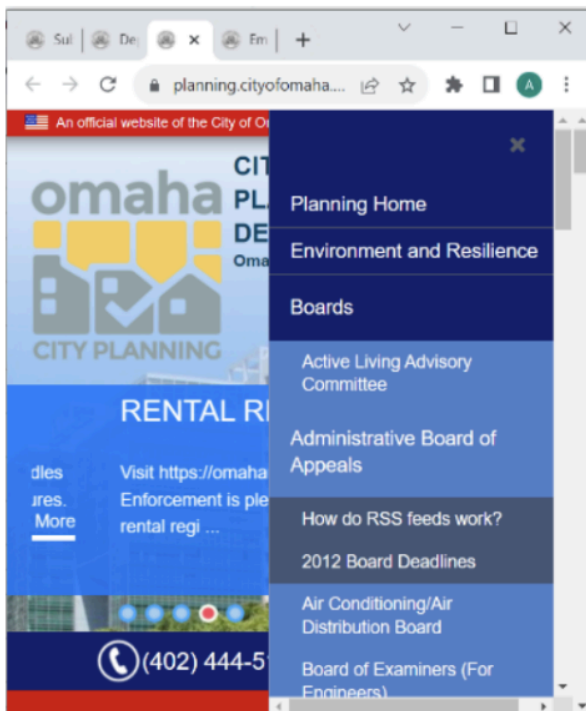 Sul
De
Em
planning.cityofomaha....
A
An official website of the City of O
omaha
CITY PLANNING
CIT
PL
DE
Oma
Planning Home
Environment and Resilience
Boards
Active Living Advisory
Committee
Administrative Board of
Appeals
How do RSS feeds work?
2012 Board Deadlines
Air Conditioning/Air
Distribution Board
Board of Examiners (For
Engineers)
RENTAL R
dles
ures.
More
Visit https://omaha
Enforcement is ple
rental regi ...
(402) 444-5